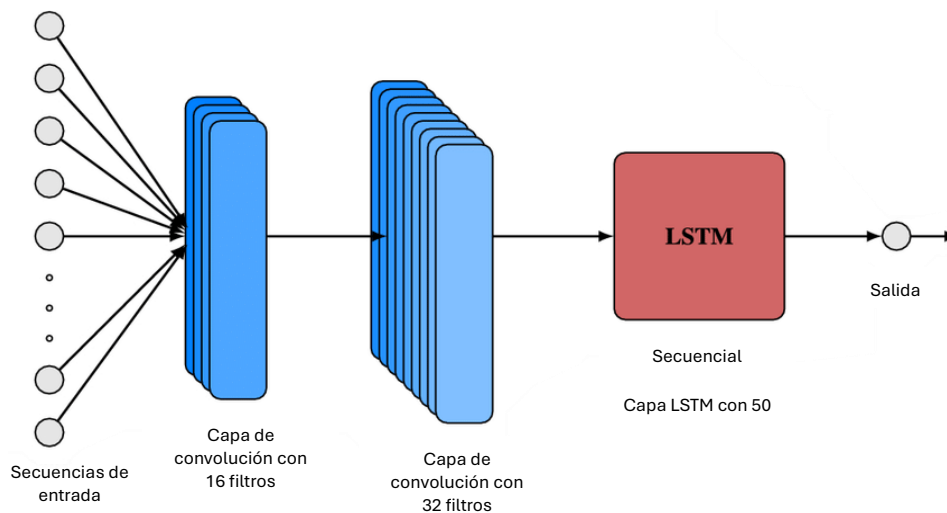 LSTM
Salida
Secuencial
Capa LSTM con 50
Capa de
convolución con
16 filtros
Capa de
convolución con
32 filtros
Secuencias de
entrada